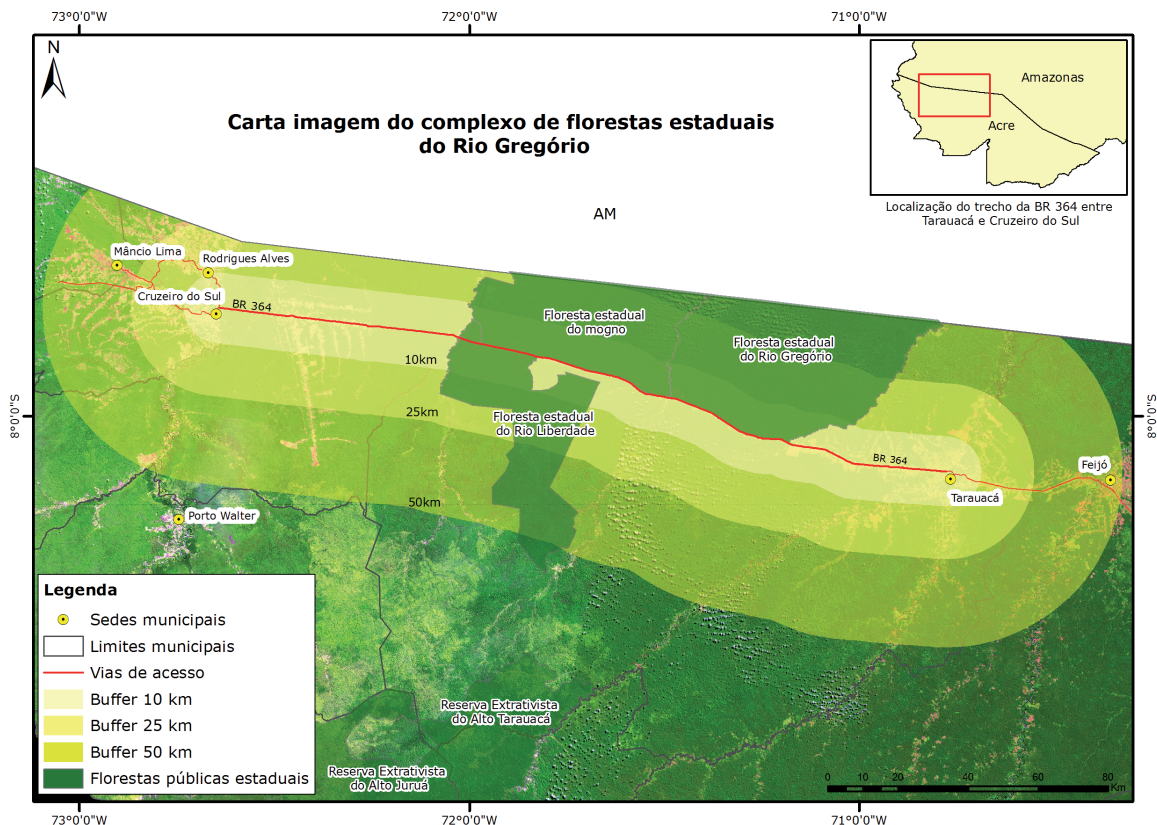 73°0'0"W
72°0'0"W
71°0'0"W
N
Carta imagem do complexo de florestas estaduais
do Rio Gregório
Amazonas
Acre
Localização do trecho da BR 364 entre
Tarauacá e Cruzeiro do Sul
AM
Mâncio Lima
Rodrigues Alves
Cruzeiro do Sul
BR 364
Floresta estadual
do mogno
Floresta estadual
do Rio Gregório
10km
25km
Floresta estadual
do Rio Liberdade
8°0'0"S
8°0'0"S
BR 364
Feijó
Tarauacá
50km
Porto Walter
Legenda
Sedes municipais
Limites municipais
Vias de acesso
Buffer 10 km
Buffer 25 km
Buffer 50 km
Florestas públicas estaduais
Reserva Extrativista
do Alto Tarauacá
Reserva Extrativista
do Alto Juruá
0 10 20 40 60 80
Km
73°0'0"W
72°0'0"W
71°0'0"W